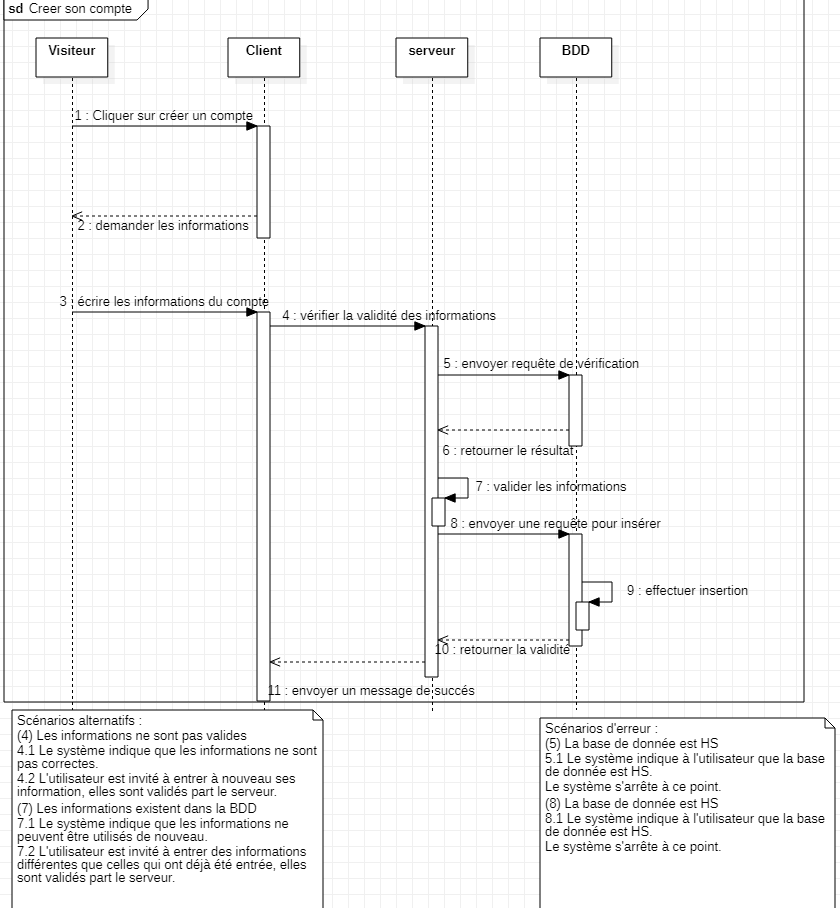 sd Creer son compte
Visiteur
Client
serveur
BDD
1 : Cliquer sur créer un compte
2 : demander les informations
3 : écrire les informations du compte
4 : vérifier la validité des informations
5 : envoyer requête de vérification
6 : retourner le résultat
7 : valider les informations
8 : envoyer une requête pour insérer
9 : effectuer insertion
10 : retourner la validité
11 : envoyer un message de succés
Scénarios alternatifs :
(4) Les informations ne sont pas valides
4.1 Le système indique que les informations ne sont
pas correctes.
4.2 L'utilisateur est invité à entrer à nouveau ses
information, elles sont validés part le serveur.
(7) Les informations existent dans la BDD
7.1 Le système indique que les informations ne
peuvent être utilisés de nouveau.
7.2 L'utilisateur est invité à entrer des informations
différentes que celles qui ont déjà été entrée, elles
sont validés part le serveur.
Scénarios d'erreur :
(5) La base de donnée est HS
5.1 Le système indique à l'utilisateur que la base
de donnée est HS.
Le système s'arrête à ce point.
(8) La base de donnée est HS
8.1 Le système indique à l'utilisateur que la base
de donnée est HS.
Le système s'arrête à ce point.